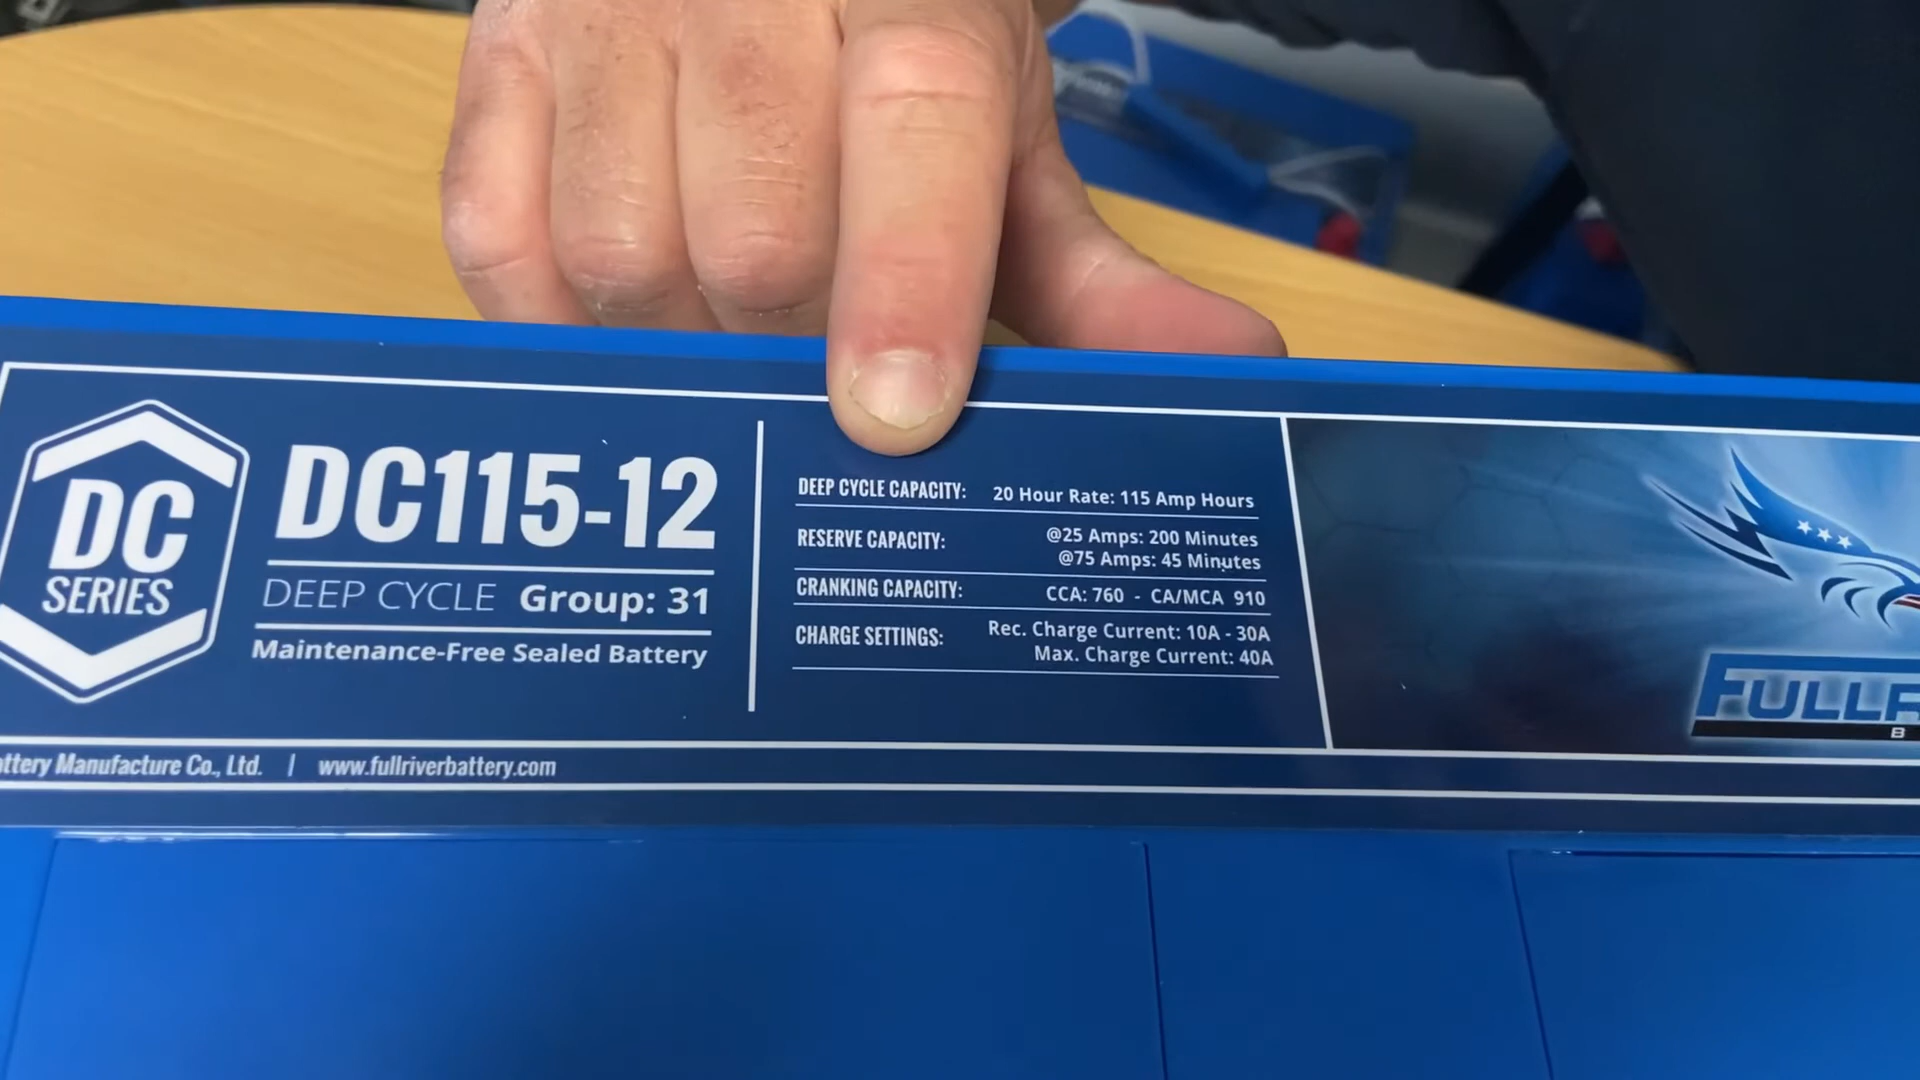 DC
SERIES
DC115-12
DEEP CYCLE Group: 31
Maintenance-Free Sealed Battery
DEEP CYCLE CAPACITY: 20 Hour Rate: 115 Amp Hours
RESERVE CAPACITY: @25 Amps: 200 Minutes
@75 Amps: 45 Minutes
CRANKING CAPACITY: CCA: 760 - CA/MCA 910
CHARGE SETTINGS: Rec. Charge Current: 10A - 30A
Max. Charge Current: 40A
Manufacture Co., Ltd. | www.fullriverbattery.com